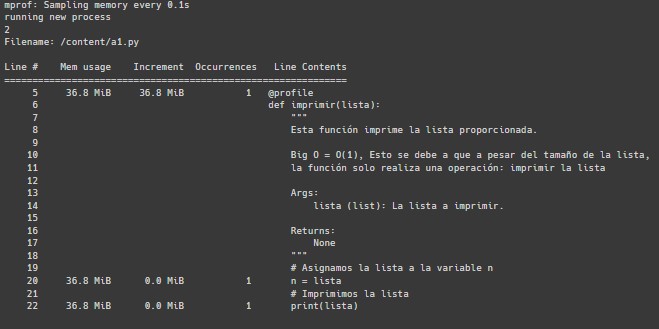 mprof: Sampling memory every 0.1s
running new process
2
Filename: /content/a1.py

Line #    Mem usage    Increment  Occurrences   Line Contents
=============================================================
     5     36.8 MiB     36.8 MiB           1   @profile
     6                                         def imprimir(lista):
     7                                             """
     8                                             Esta función imprime la lista proporcionada.
     9
    10                                             Big O = O(1), Esto se debe a que a pesar del tamaño de la lista,
    11                                             la función solo realiza una operación: imprimir la lista
    12
    13                                             Args:
    14                                                 lista (list): La lista a imprimir.
    15
    16                                             Returns:
    17                                                 None
    18                                             """
    19                                             # Asignamos la lista a la variable n
    20     36.8 MiB      0.0 MiB           1       n = lista
    21                                             # Imprimimos la lista
    22     36.8 MiB      0.0 MiB           1       print(lista)